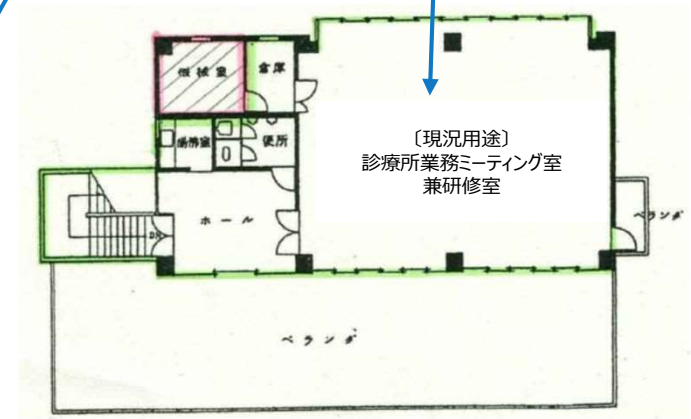 機械室
倉庫
湯沸室
便所
〔現況用途〕
診療所業務ミーティング室
兼研修室
ホール
DN
ベランダ
ベランダ